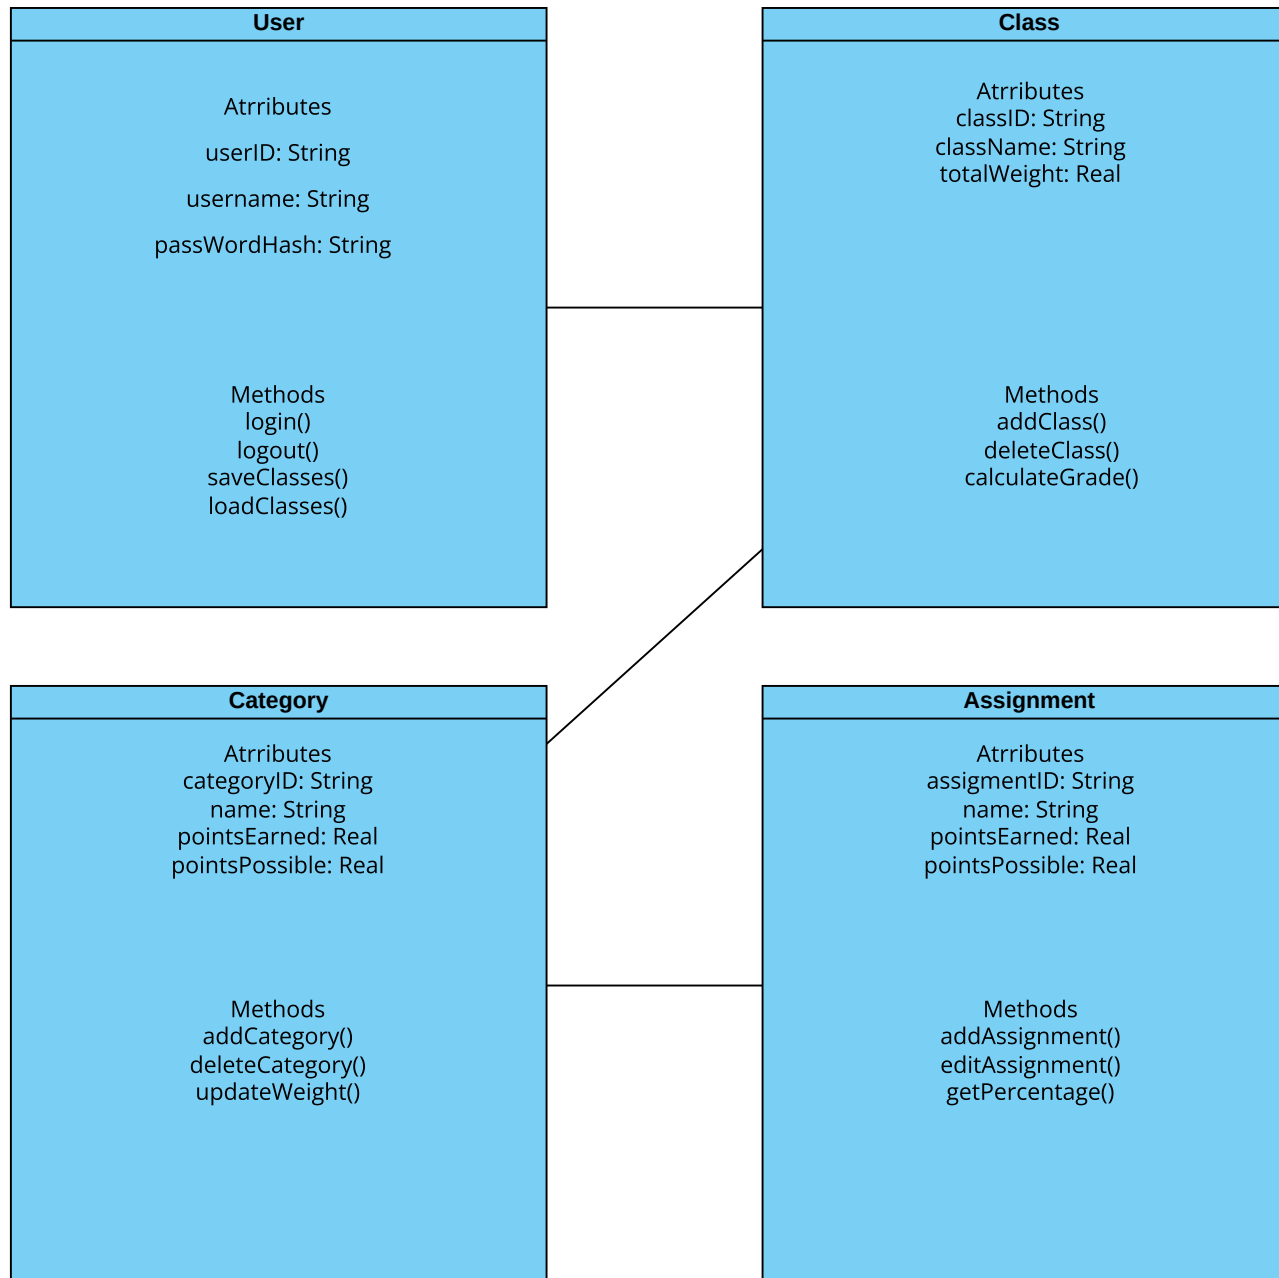 User
Atrributes
userID: String
username: String
passWordHash: String
Methods
login()
logout()
saveClasses()
loadClasses()
Class
Atrributes
classID: String
className: String
totalWeight: Real
Methods
addClass()
deleteClass()
calculateGrade()
Category
Atrributes
categoryID: String
name: String
pointsEarned: Real
pointsPossible: Real
Methods
addCategory()
deleteCategory()
updateWeight()
Assignment
Atrributes
assigmentID: String
name: String
pointsEarned: Real
pointsPossible: Real
Methods
addAssignment()
editAssignment()
getPercentage()